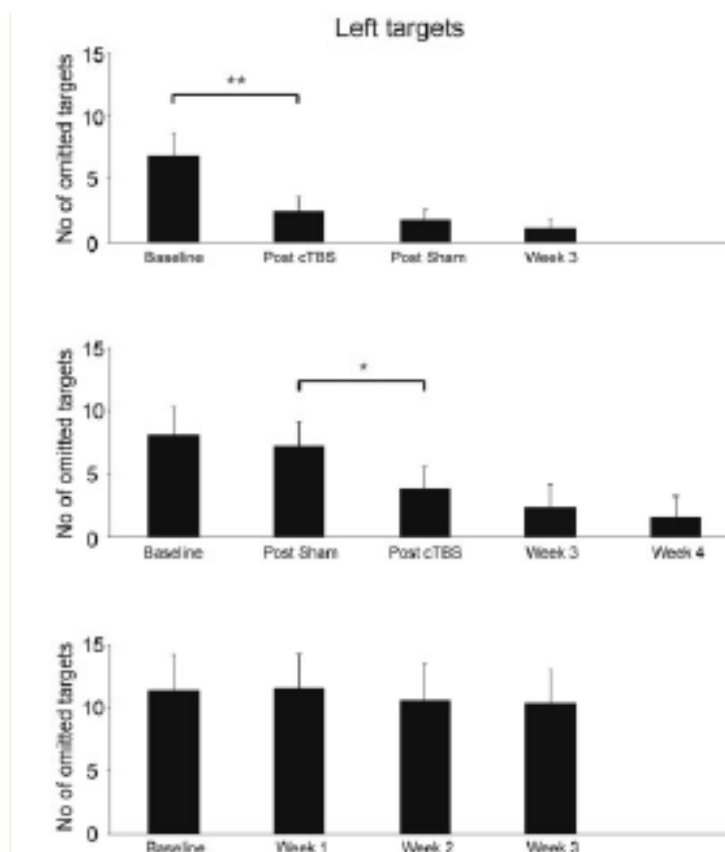 Left targets
15
**
10
5
0
No of omitted targets
Baseline Post cTBS Post Sham Week 3
15
*
10
5
0
No of omitted targets
Baseline Post Sham Post cTBS Week 3 Week 4
15
10
5
0
No of omitted targets
Baseline Week 1 Week 2 Week 3